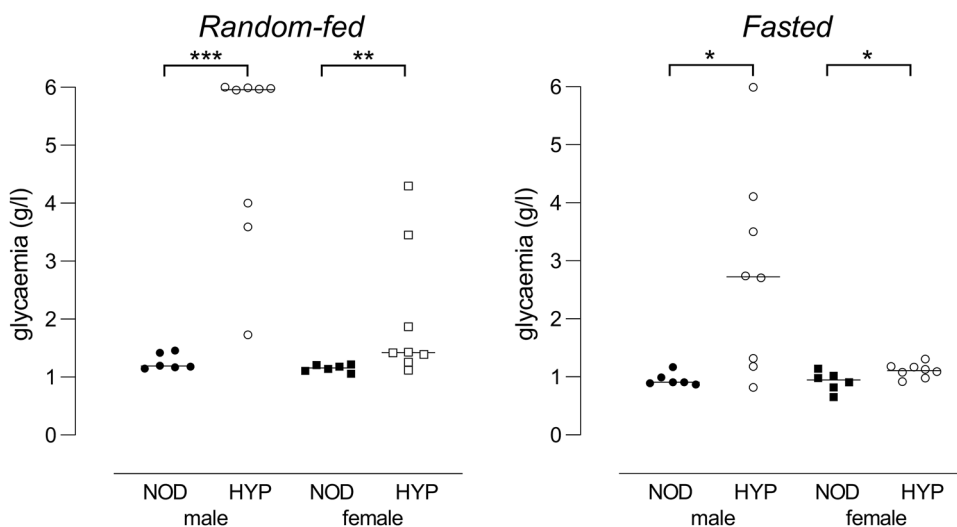 Random-fed
*** **
6
5
4
3
2
1
0
glycaemia (g/l)
NOD HYP NOD HYP
male female
Fasted
* *
6
5
4
3
2
1
0
glycaemia (g/l)
NOD HYP NOD HYP
male female